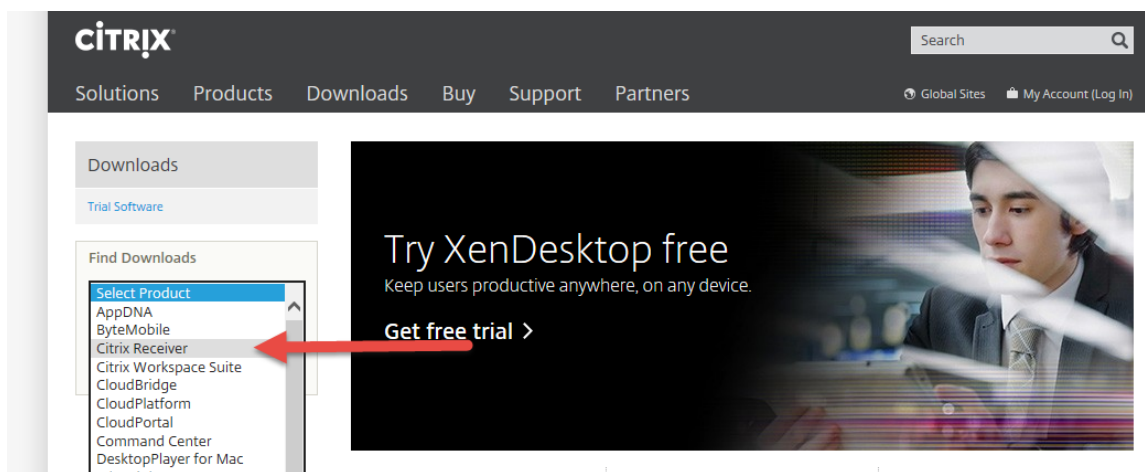 CİTRỊX
Search
Solutions Products Downloads Buy Support Partners
Global Sites My Account (Log In)
Downloads
Trial Software
Find Downloads
Select Product
AppDNA
ByteMobile
Citrix Receiver
Citrix Workspace Suite
CloudBridge
CloudPlatform
CloudPortal
Command Center
DesktopPlayer for Mac
Try XenDesktop free
Keep users productive anywhere, on any device.
Get free trial >